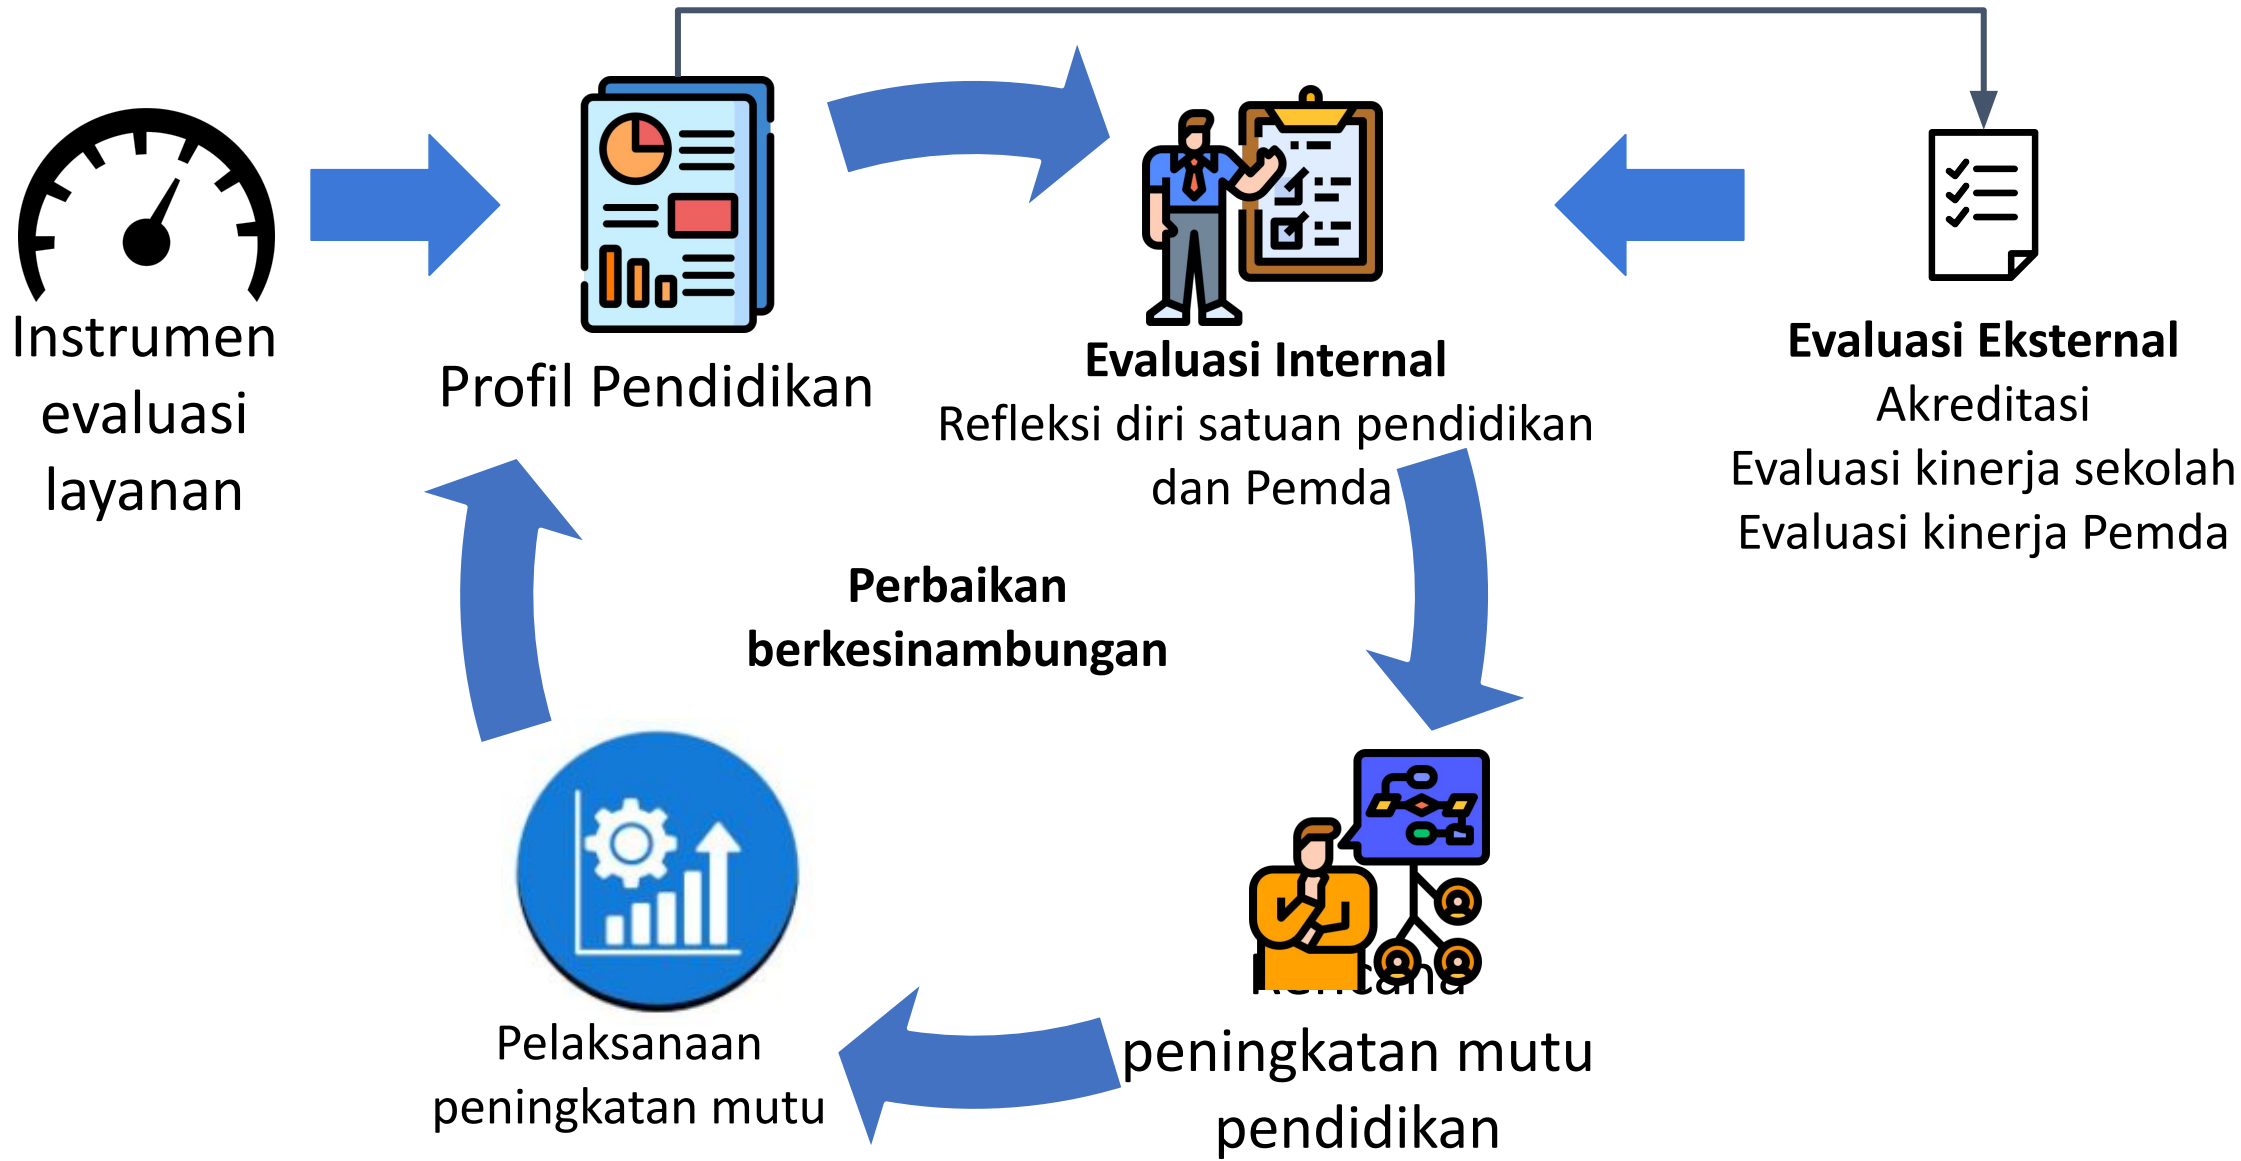 Instrumen
evaluasi
layanan
Profil Pendidikan
Evaluasi Internal
Refleksi diri satuan pendidikan
dan Pemda
Evaluasi Eksternal
Akreditasi
Evaluasi kinerja sekolah
Evaluasi kinerja Pemda
Perbaikan
berkesinambungan
Rencana
peningkatan mutu
pendidikan
Pelaksanaan
peningkatan mutu